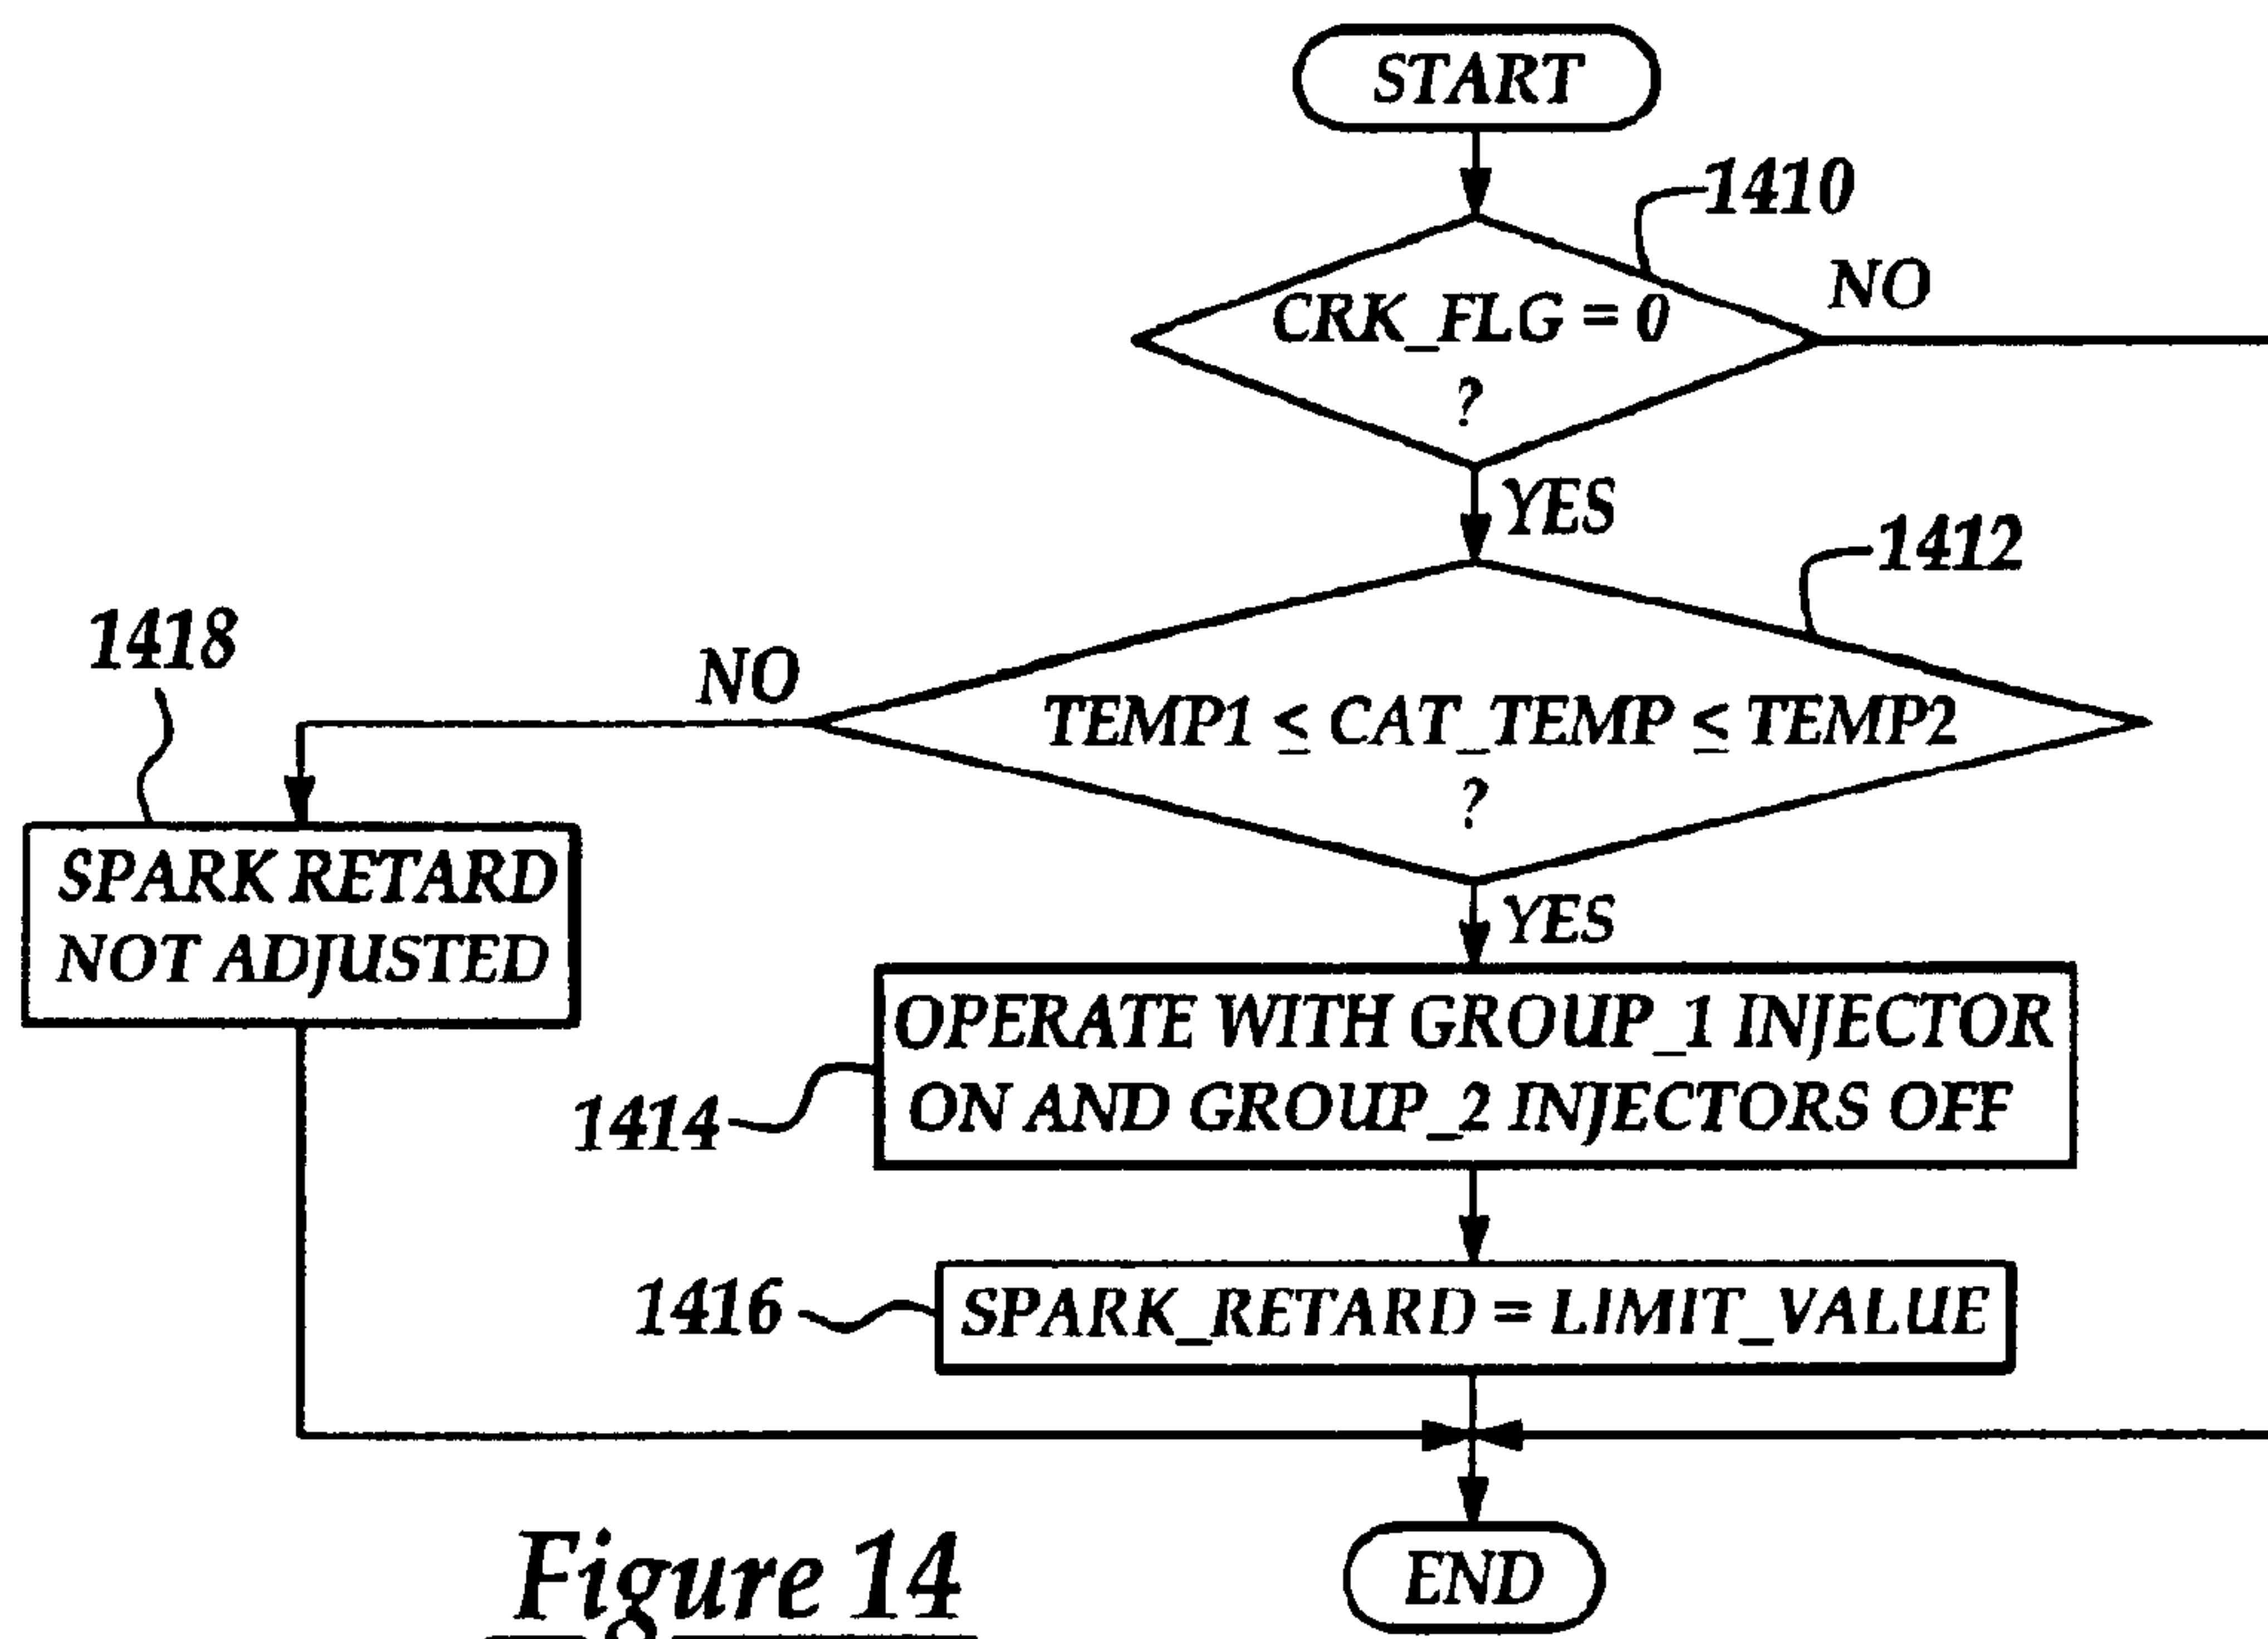 START
1410
CRK_FLG = 0
?
NO
YES
1412
1418
NO
TEMP1 ≤ CAT_TEMP ≤ TEMP2
?
SPARK RETARD
NOT ADJUSTED
YES
OPERATE WITH GROUP_1 INJECTOR
ON AND GROUP_2 INJECTORS OFF
1414
1416
SPARK_RETARD = LIMIT_VALUE
END
Figure 14